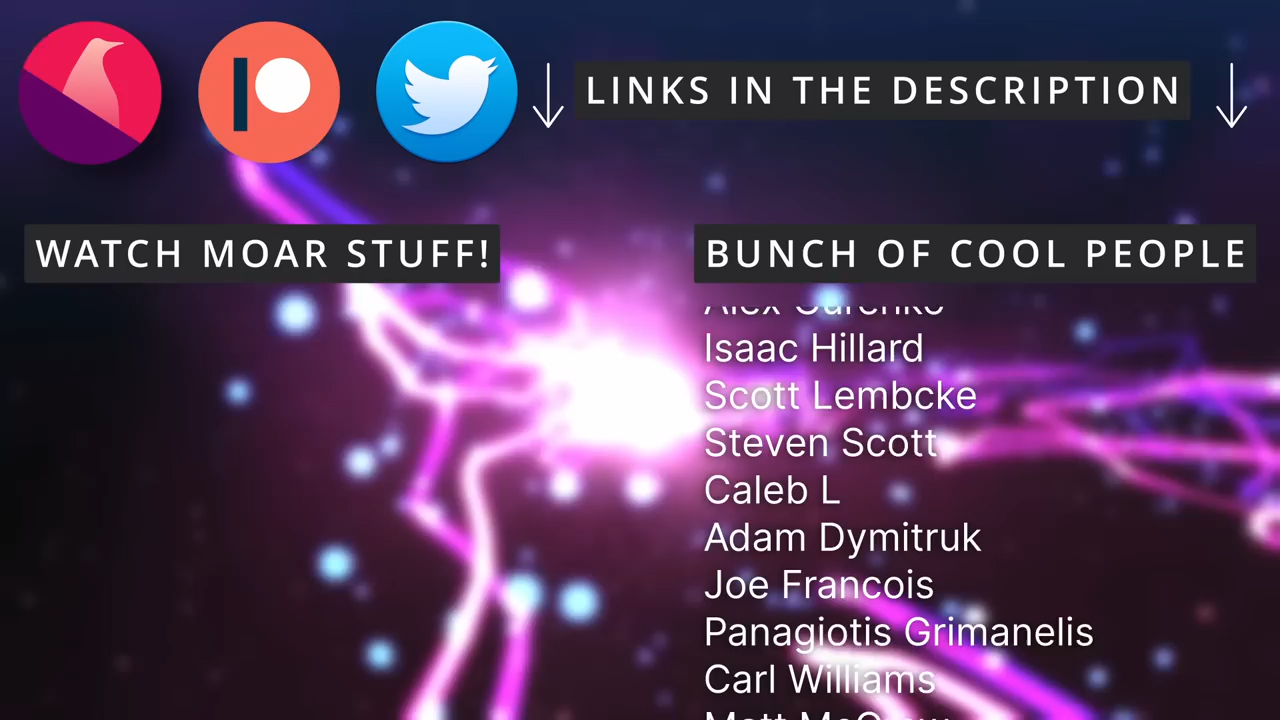 LINKS IN THE DESCRIPTION
WATCH MOAR STUFF!
BUNCH OF COOL PEOPLE
Isaac Hillard
Scott Lembcke
Steven Scott
Caleb L
Adam Dymitruk
Joe Francois
Panagiotis Grimanelis
Carl Williams